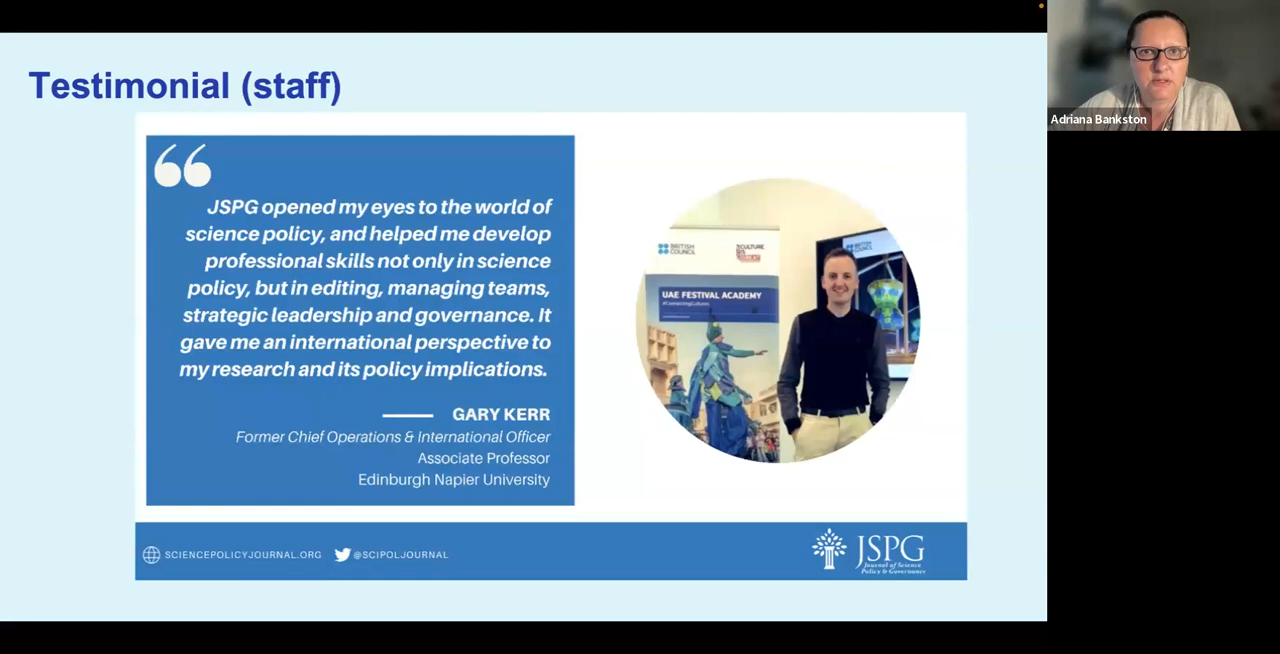 Testimonial (staff)
JSPG opened my eyes to the world of
science policy, and helped me develop
professional skills not only in science
policy, but in editing, managing teams,
strategic leadership and governance. It
gave me an international perspective to
my research and its policy implications.
GARY KERR
Former Chief Operations & International Officer
Associate Professor
Edinburgh Napier University
BRITISH
COUNCIL
CULTURE
UAE FESTIVAL ACADEMY
BRITISH
SCIENCEPOLICYJOURNAL.ORG
@SCIPOLJOURNAL
JSPG
Journal of Science
Policy & Governance
Adriana Bankston